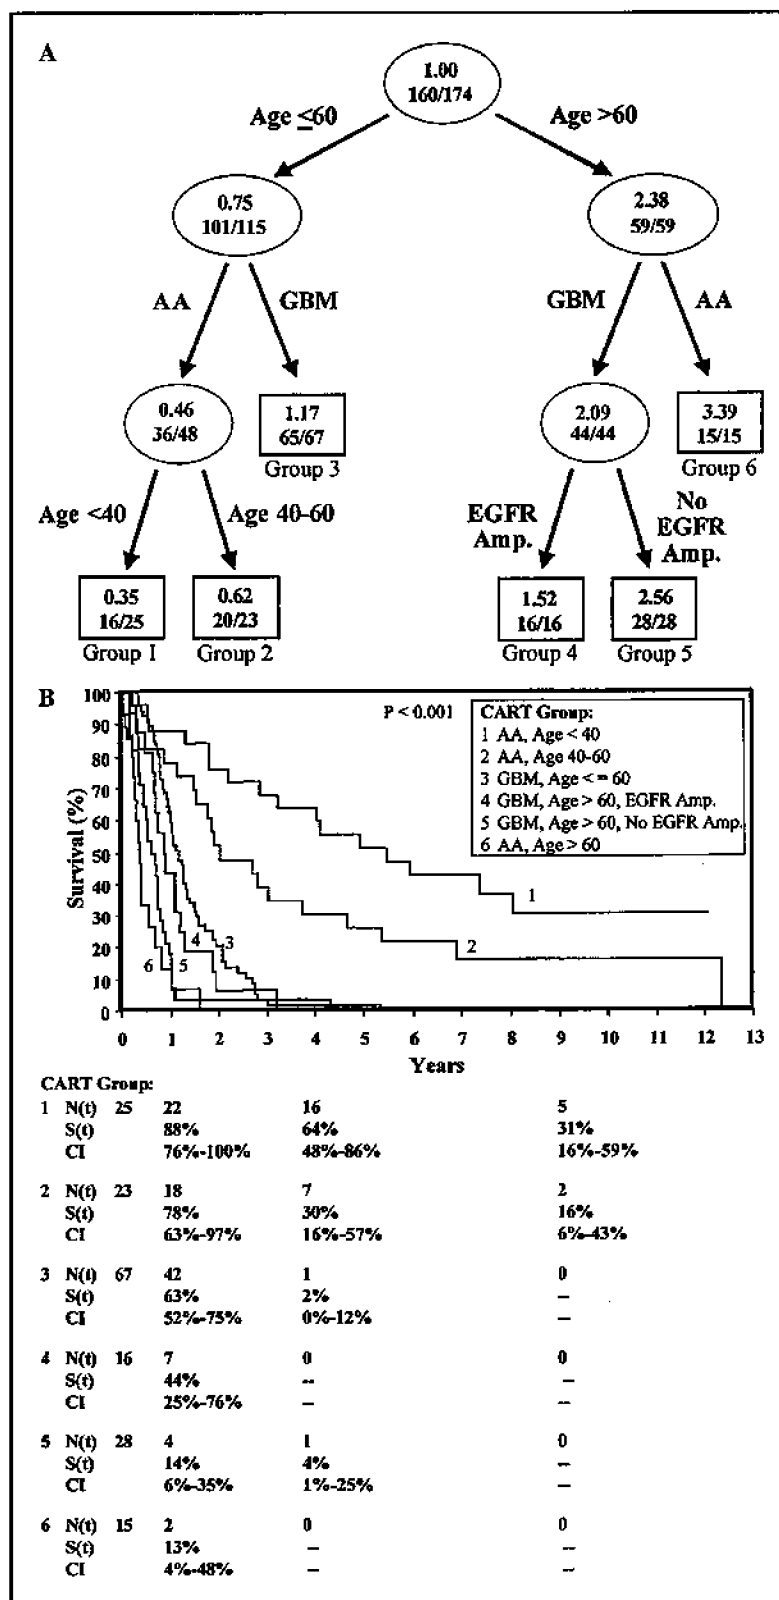 A
1.00
160/174
Age ≤60
Age >60
0.75
101/115
2.38
59/59
AA
GBM
GBM
AA
0.46
36/48
1.17
65/67
Group 3
2.09
44/44
3.39
15/15
Group 6
Age <40
Age 40-60
EGFR
Amp.
No
EGFR
Amp.
0.35
16/25
Group 1
0.62
20/23
Group 2
1.52
16/16
Group 4
2.56
28/28
Group 5
B
P < 0.001
CART Group:
1 AA, Age < 40
2 AA, Age 40-60
3 GBM, Age <= 60
4 GBM, Age > 60, EGFR Amp.
5 GBM, Age > 60, No EGFR Amp.
6 AA, Age > 60
Survival (%)
100
90
80
70
60
50
40
30
20
10
0
1
2
3
4
5
6
0 1 2 3 4 5 6 7 8 9 10 11 12 13
Years
CART Group:
1 N(t) 25 22 16 5
S(t) 88% 64% 31%
CI 76%-100% 48%-86% 16%-59%
2 N(t) 23 18 7 2
S(t) 78% 30% 16%
CI 63%-97% 16%-57% 6%-43%
3 N(t) 67 42 1 0
S(t) 63% 2% --
CI 52%-75% 0%-12% --
4 N(t) 16 7 0 0
S(t) 44% -- --
CI 25%-76% -- --
5 N(t) 28 4 1 0
S(t) 14% 4% --
CI 6%-35% 1%-25% --
6 N(t) 15 2 0 0
S(t) 13% -- --
CI 4%-48% -- --